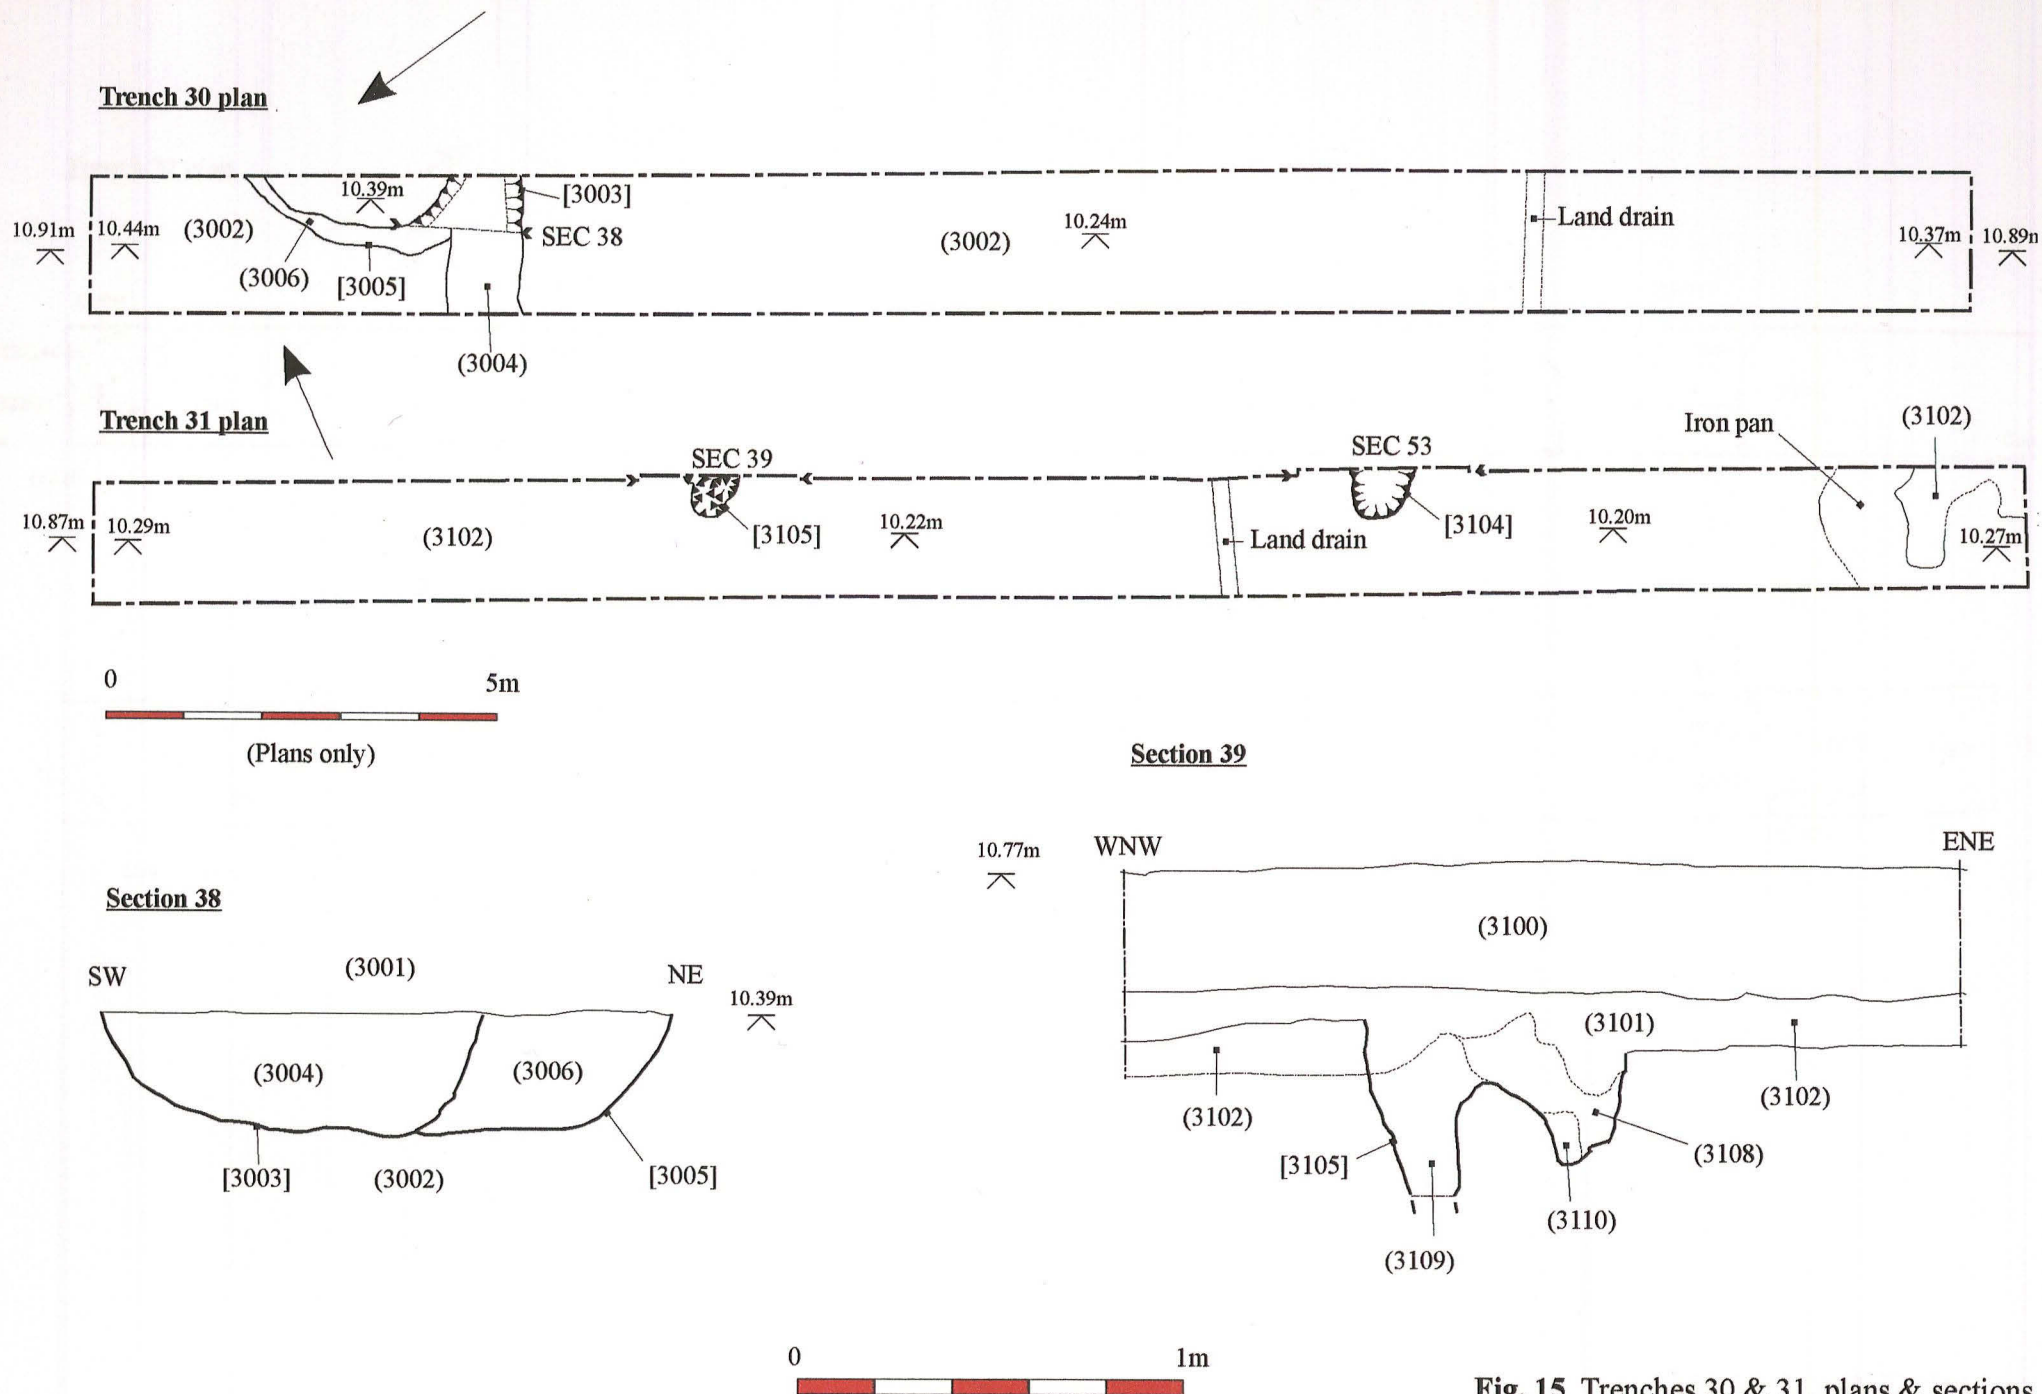 Trench 30 plan
10.91m
10.44m
(3002)
10.39m
[3003]
SEC 38
(3006)
[3005]
(3004)
(3002)
10.24m
Land drain
10.37m
10.89m
Trench 31 plan
10.87m
10.29m
(3102)
SEC 39
[3105]
10.22m
Land drain
SEC 53
[3104]
10.20m
Iron pan
(3102)
10.27m
0 5m
(Plans only)
Section 38
SW
(3001)
NE
10.39m
(3004)
(3006)
[3003]
(3002)
[3005]
Section 39
10.77m
WNW
ENE
(3100)
(3101)
(3102)
(3102)
[3105]
(3108)
(3110)
(3109)
0 1m
Fig. 15 Trenches 30 & 31, plans & sections